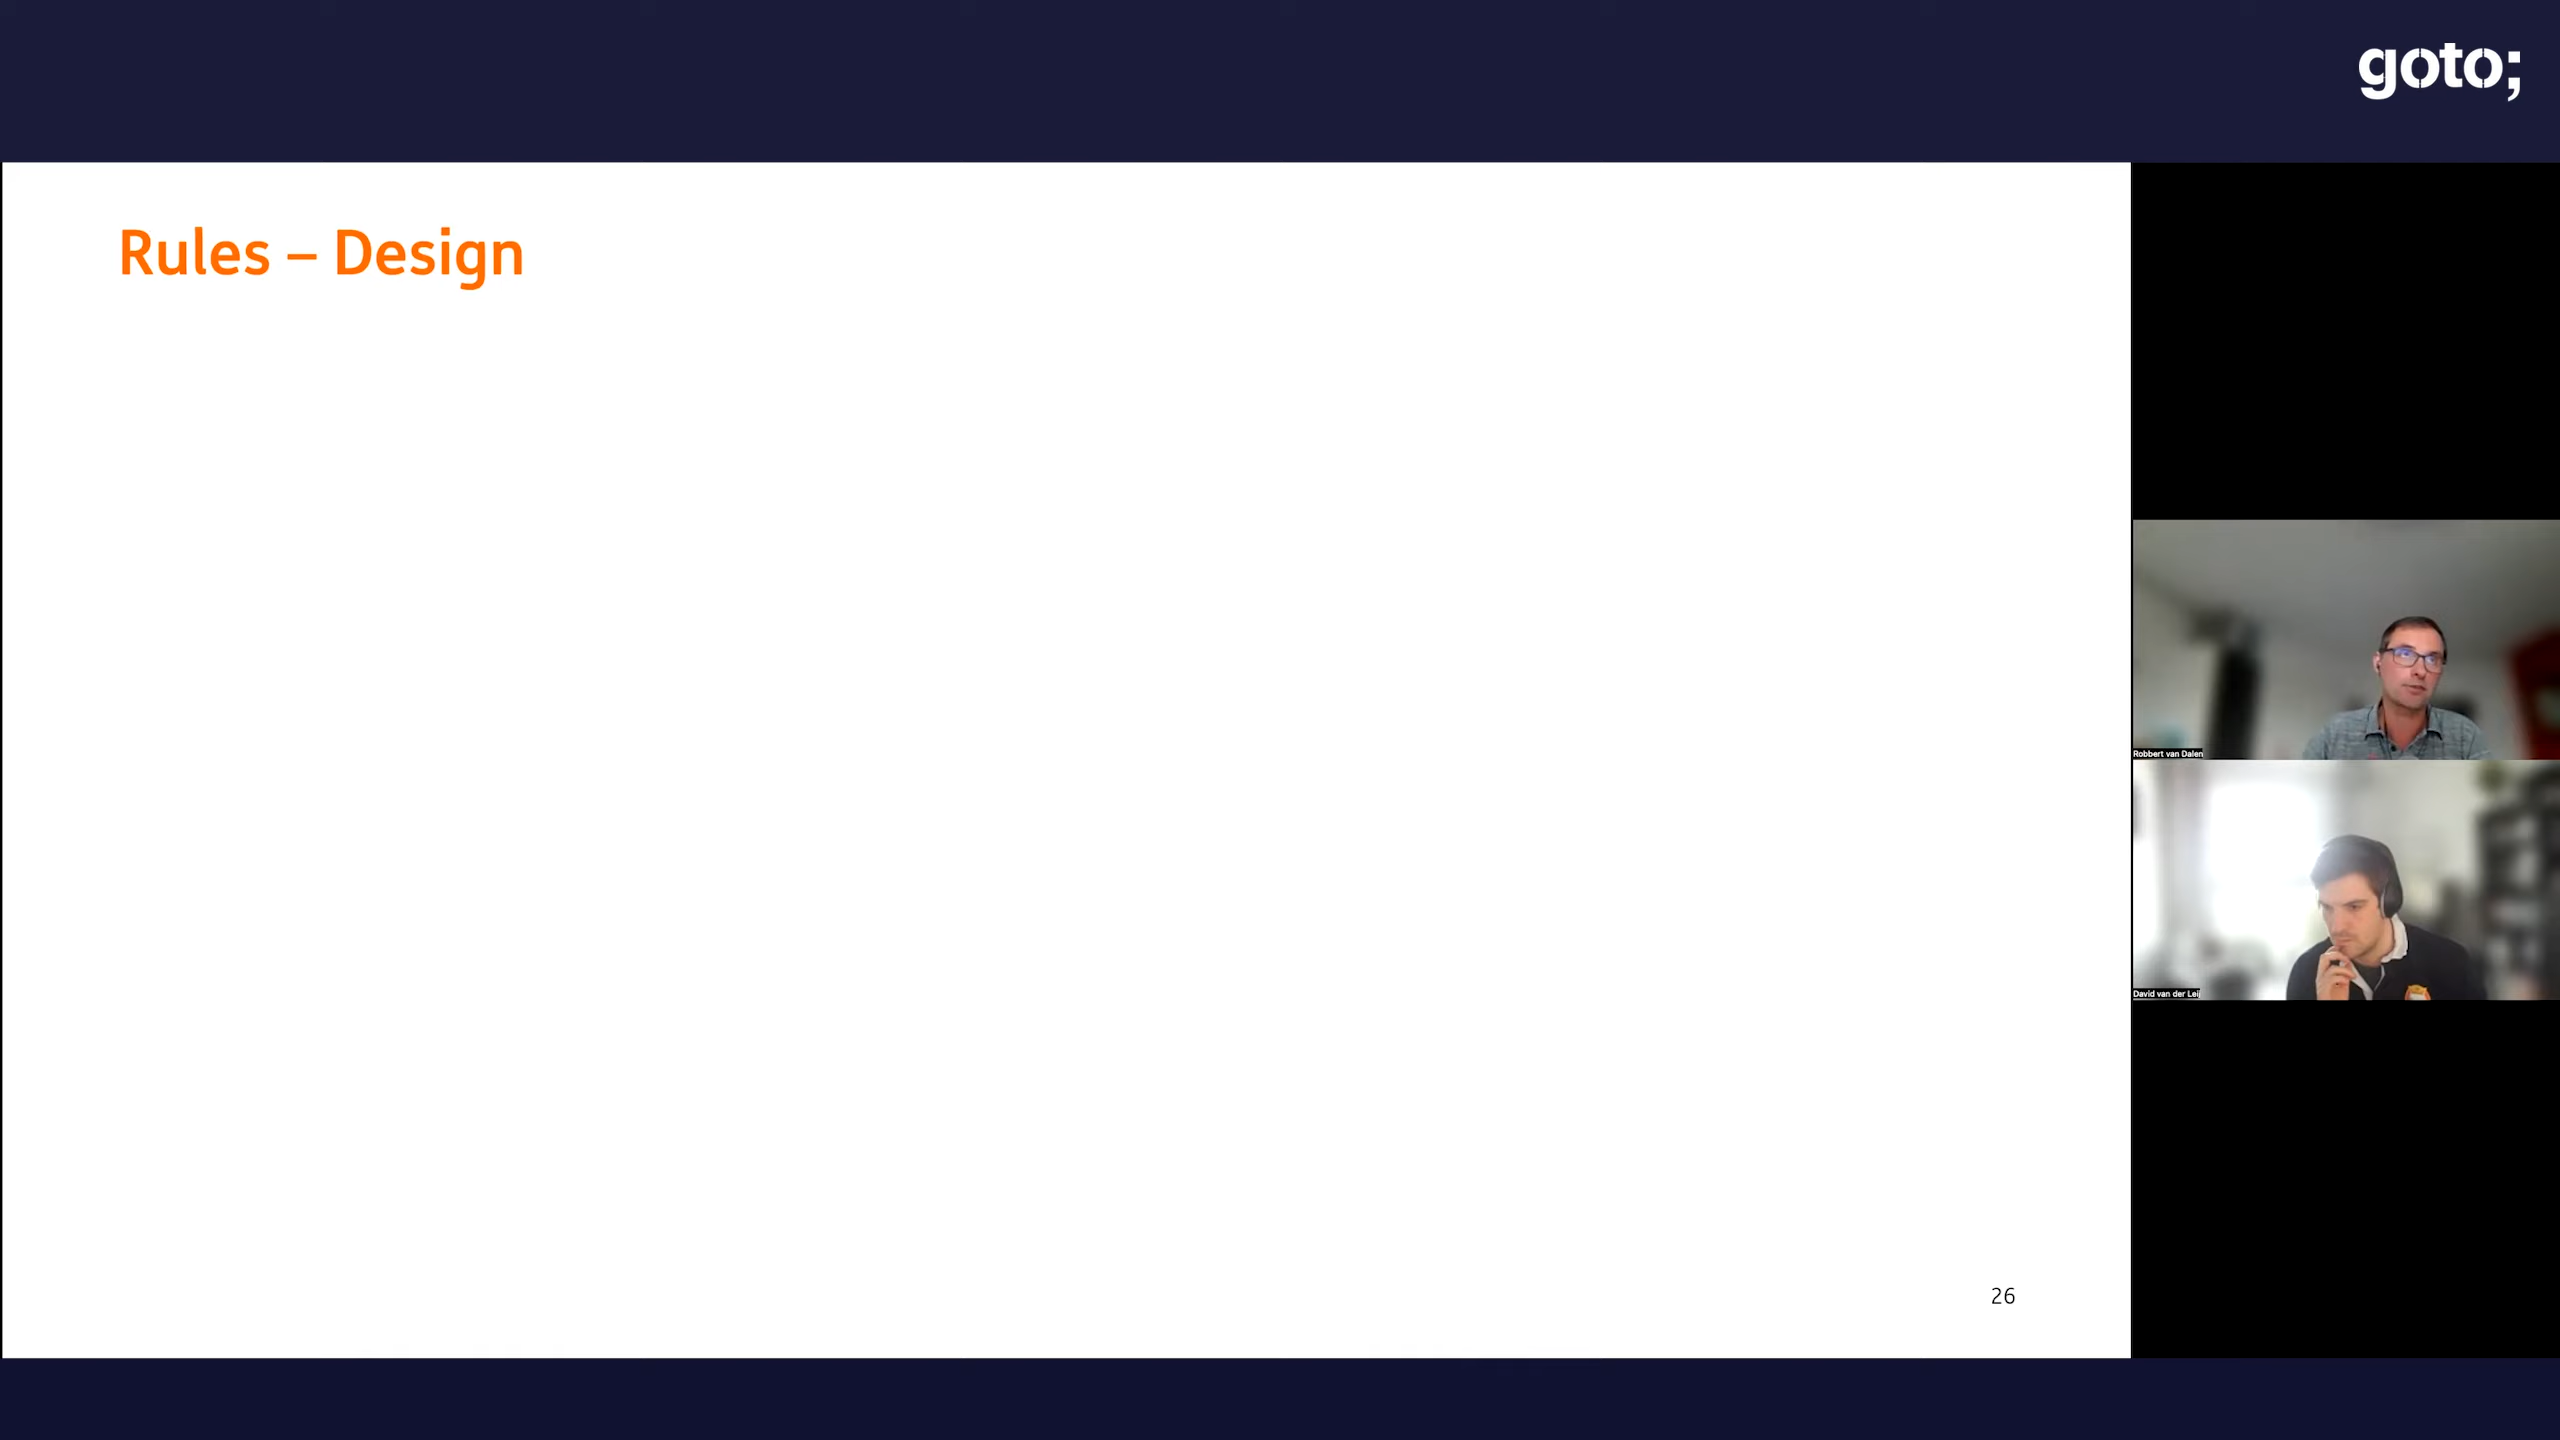 goto;
Rules – Design
Robbert van Dalen
David van der Leij
26